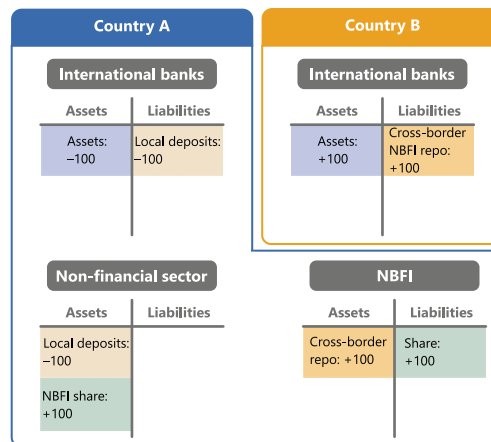 Country A
Country B
International banks
International banks
Assets
Liabilities
Assets
Liabilities
Assets:
–100
Local deposits:
–100
Assets:
+100
Cross-border
NBFI repo:
+100
Non-financial sector
NBFI
Assets
Liabilities
Assets
Liabilities
Local deposits:
–100
NBFI share:
+100
Cross-border
repo: +100
Share:
+100